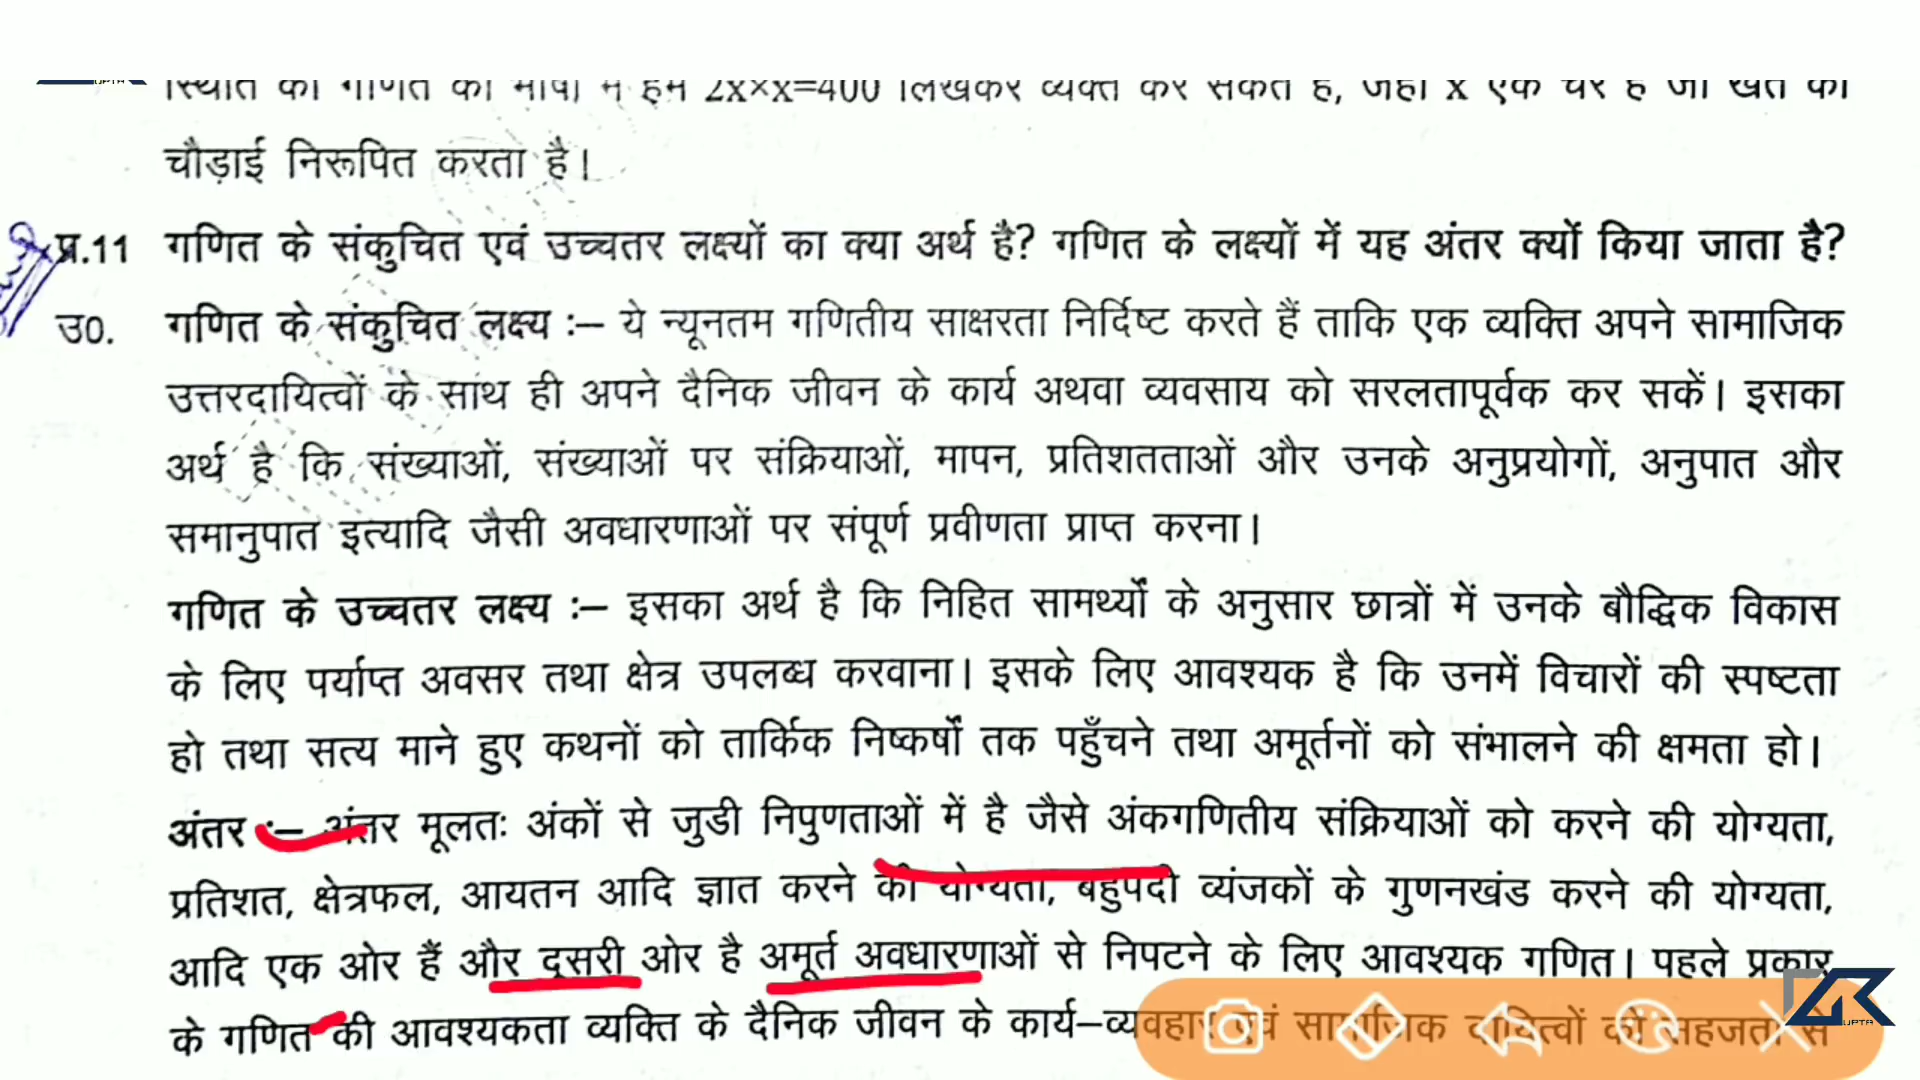 स्थिति को गणित की भाषा में हम 2x×x=400 लिखकर व्यक्त कर सकते हैं, जहाँ x एक चर है जो खेत की
चौड़ाई निरूपित करता है।
प्र.11 गणित के संकुचित एवं उच्चतर लक्ष्यों का क्या अर्थ है? गणित के लक्ष्यों में यह अंतर क्यों किया जाता है?
उ0. गणित के संकुचित लक्ष्य :– ये न्यूनतम गणितीय साक्षरता निर्दिष्ट करते हैं ताकि एक व्यक्ति अपने सामाजिक
उत्तरदायित्वों के साथ ही अपने दैनिक जीवन के कार्य अथवा व्यवसाय को सरलतापूर्वक कर सकें। इसका
अर्थ है कि संख्याओं, संख्याओं पर संक्रियाओं, मापन, प्रतिशतताओं और उनके अनुप्रयोगों, अनुपात और
समानुपात इत्यादि जैसी अवधारणाओं पर संपूर्ण प्रवीणता प्राप्त करना।
गणित के उच्चतर लक्ष्य :– इसका अर्थ है कि निहित सामर्थ्यों के अनुसार छात्रों में उनके बौद्धिक विकास
के लिए पर्याप्त अवसर तथा क्षेत्र उपलब्ध करवाना। इसके लिए आवश्यक है कि उनमें विचारों की स्पष्टता
हो तथा सत्य माने हुए कथनों को तार्किक निष्कर्षों तक पहुँचने तथा अमूर्तनों को संभालने की क्षमता हो।
अंतर :– अंतर मूलतः अंकों से जुडी निपुणताओं में है जैसे अंकगणितीय संक्रियाओं को करने की योग्यता,
प्रतिशत, क्षेत्रफल, आयतन आदि ज्ञात करने की योग्यता, बहुपदी व्यंजकों के गुणनखंड करने की योग्यता,
आदि एक ओर हैं और दूसरी ओर है अमूर्त अवधारणाओं से निपटने के लिए आवश्यक गणित। पहले प्रकार
के गणित की आवश्यकता व्यक्ति के दैनिक जीवन के कार्य–व्यवहार एवं सामाजिक दायित्वों को सहजता से